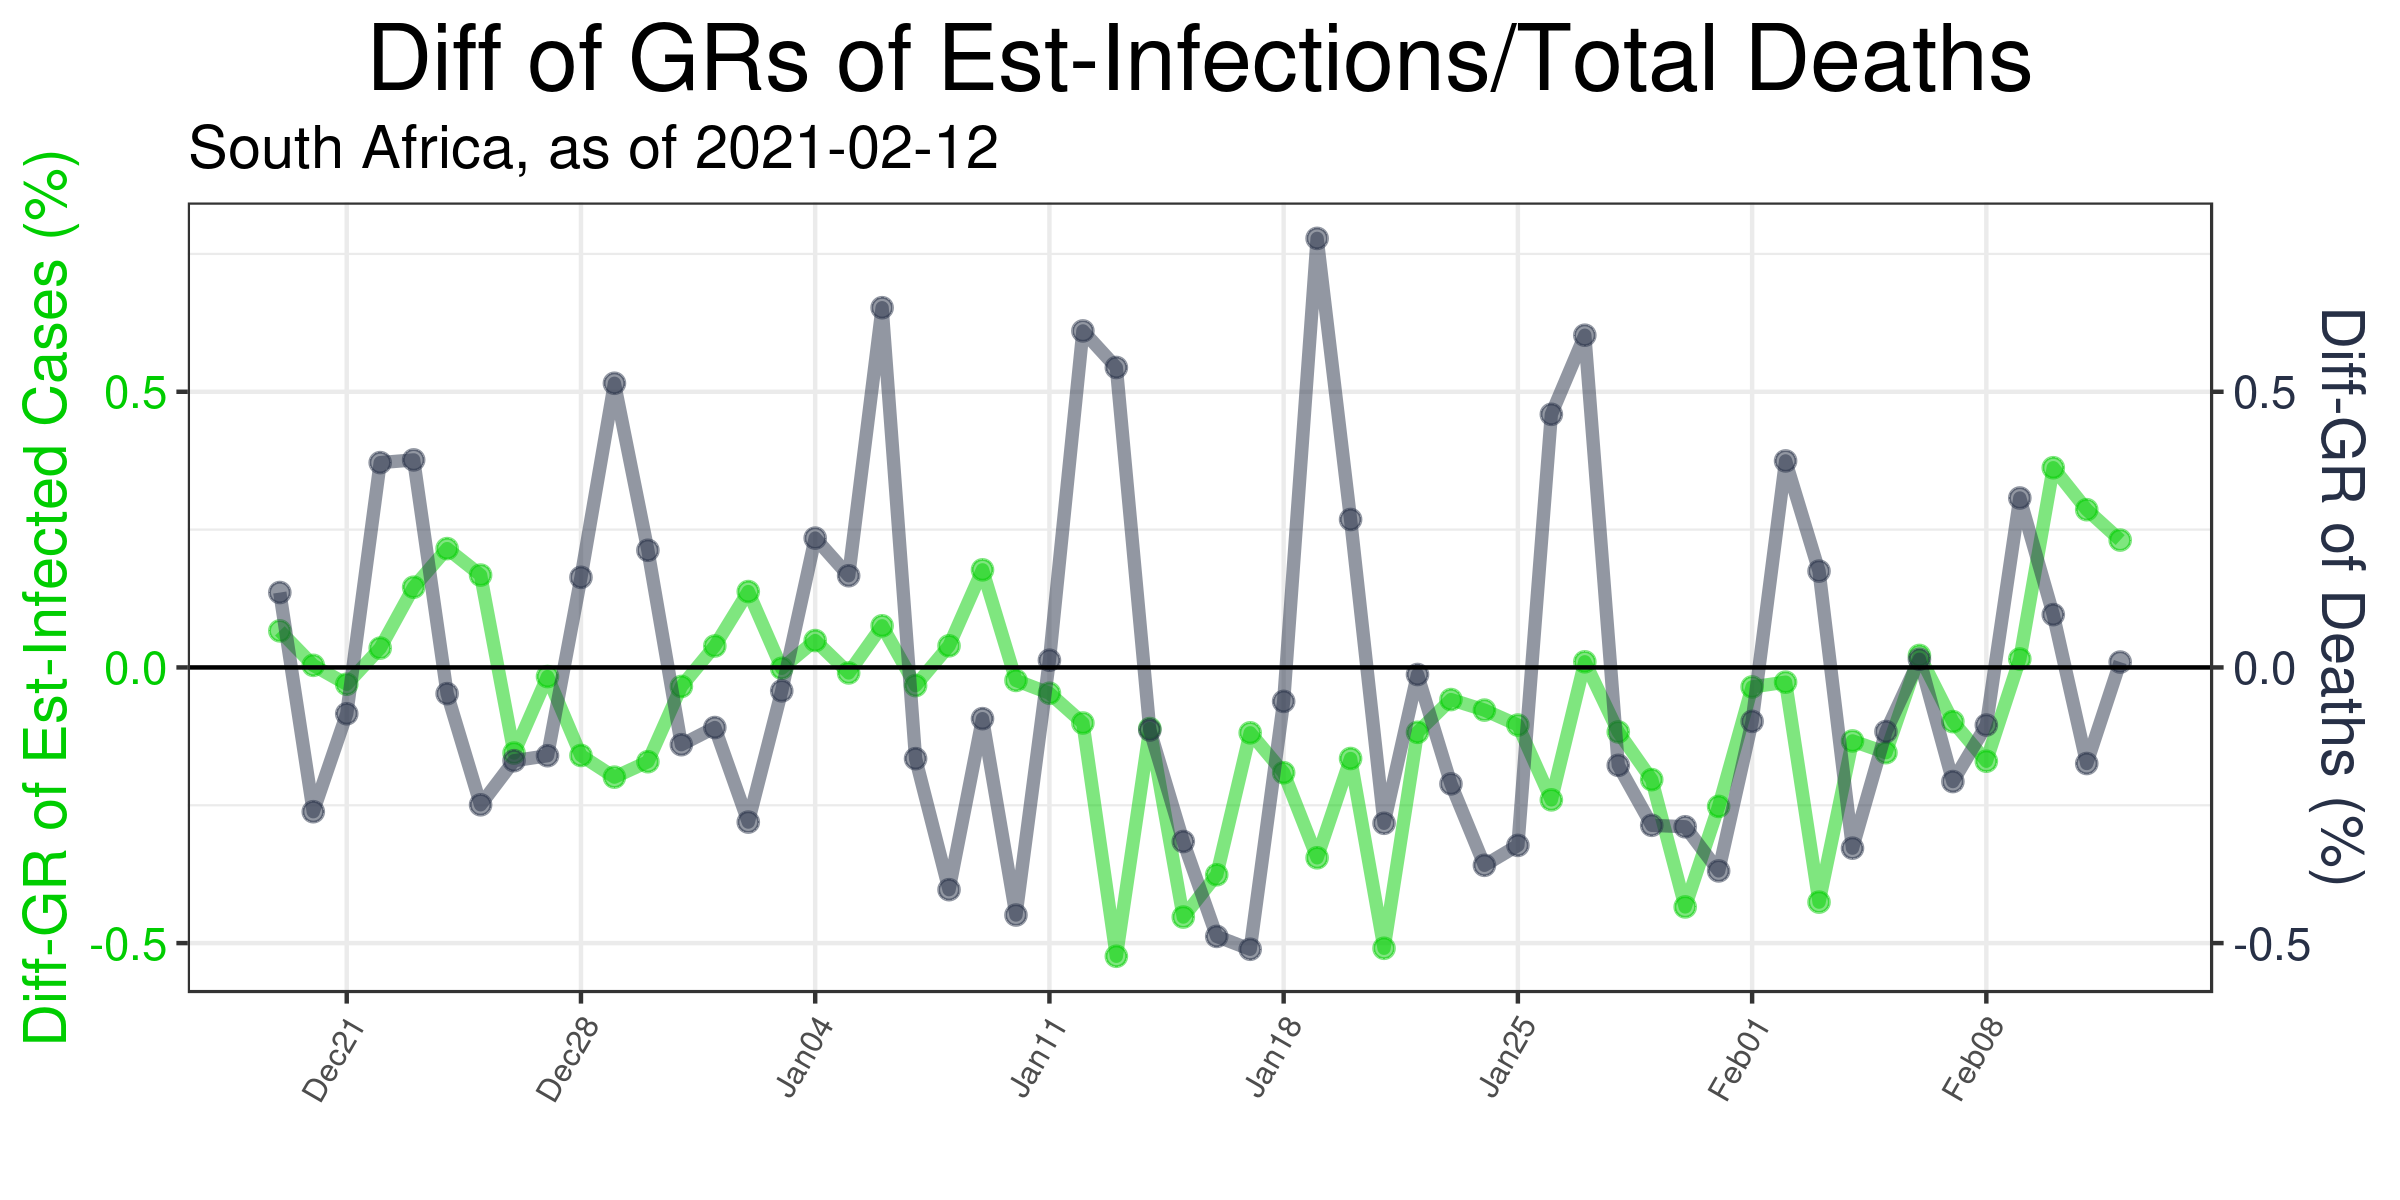 Diff of GRs of Est-Infections/Total Deaths
South Africa, as of 2021-02-12
Diff-GR of Est-Infected Cases (%)
0.5
0.0
-0.5
0.5
0.0
-0.5
Diff-GR of Deaths (%)
Dec21
Dec28
Jan04
Jan11
Jan18
Jan25
Feb01
Feb08